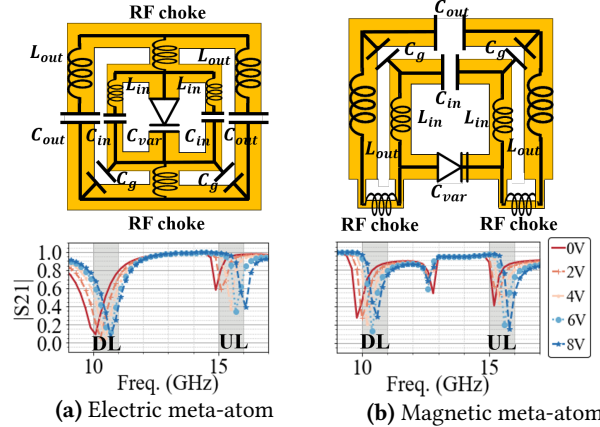 RF choke
L_out
L_in
L_in
L_out
C_out
C_in
C_var
C_in
C_out
C_g
C_g
RF choke
C_out
C_g
C_g
C_in
L_in
L_in
L_out
L_out
C_var
RF choke
RF choke
|S21|
1.0
0.8
0.6
0.4
0.2
0.0
DL
UL
10
15
Freq. (GHz)
(a) Electric meta-atom
DL
UL
10
15
Freq. (GHz)
(b) Magnetic meta-atom
0V
2V
4V
6V
8V